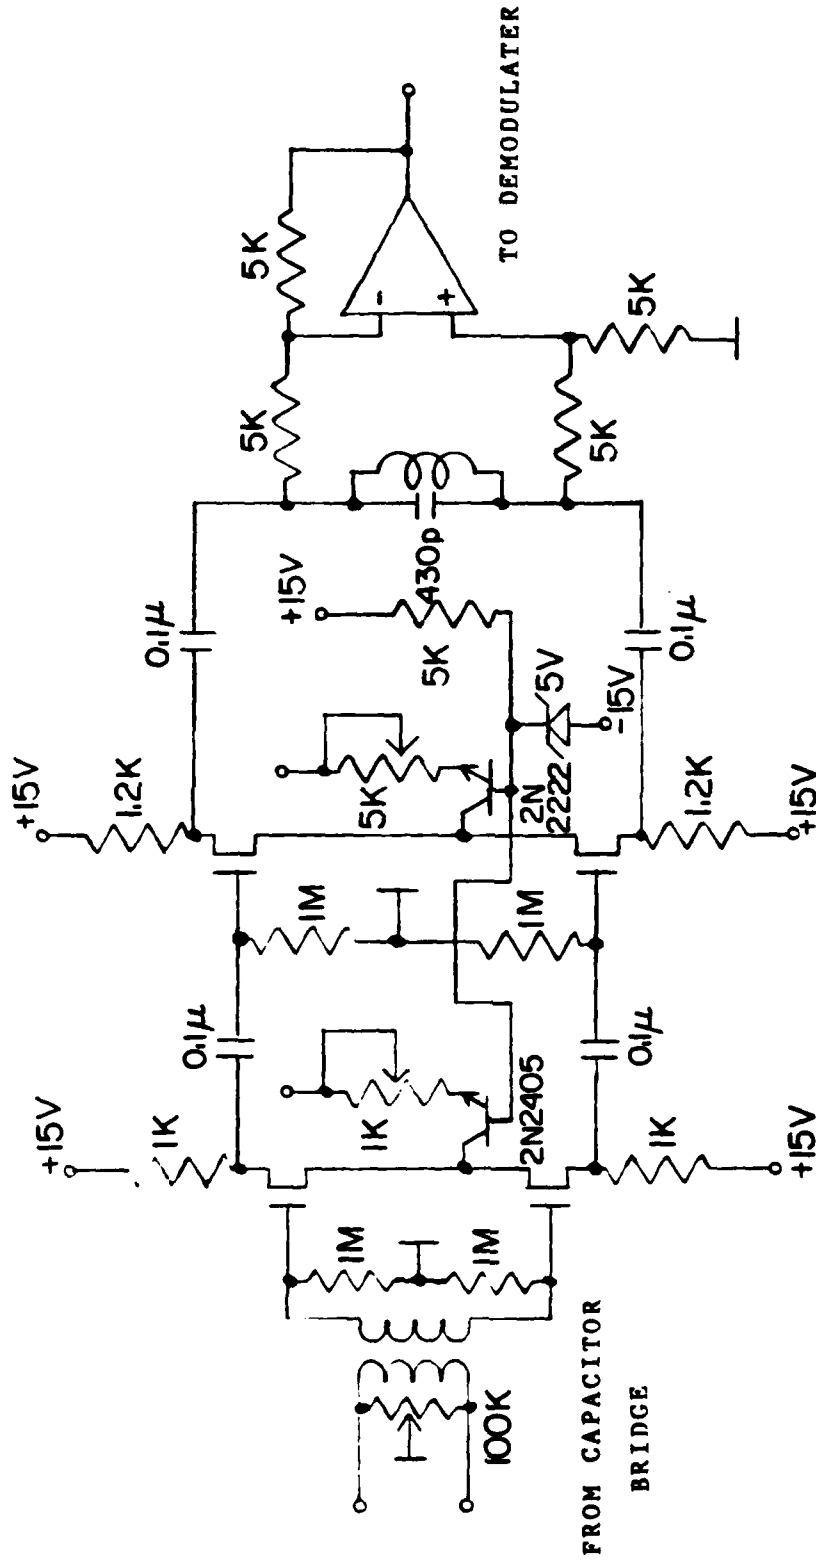 FROM CAPACITOR
BRIDGE
100K
1M
1M
+15V
1K
0.1μ
1K
2N2405
0.1μ
1K
+15V
1M
1M
+15V
1.2K
0.1μ
5K
2N
2222
5V
-15V
+15V
5K
430p
1.2K
+15V
0.1μ
5K
5K
-
+
5K
5K
TO DEMODULATER